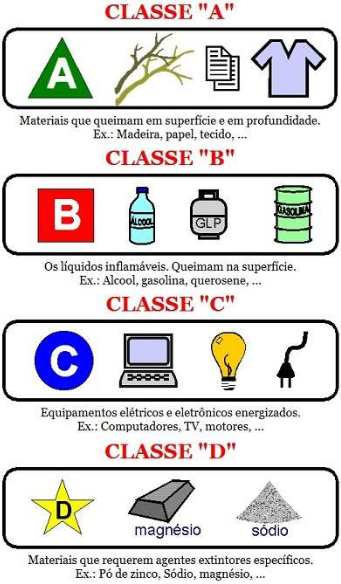 CLASSE "A"
A
Materiais que queimam em superfície e em profundidade.
Ex.: Madeira, papel, tecido, ...
CLASSE "B"
B
ÁLCOOL
GLP
GASOLINA
Os líquidos inflamáveis. Queimam na superfície.
Ex.: Alcool, gasolina, querosene, ...
CLASSE "C"
C
Equipamentos elétricos e eletrônicos energizados.
Ex.: Computadores, TV, motores, ...
CLASSE "D"
D
magnésio
sódio
Materiais que requerem agentes extintores específicos.
Ex.: Pó de zinco, Sódio, magnésio, ...